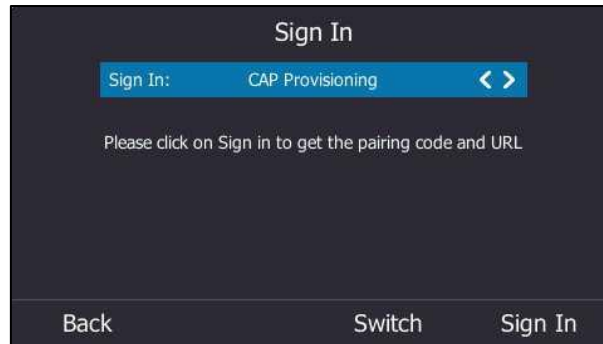 Sign In
Sign In: CAP Provisioning < >
Please click on Sign in to get the pairing code and URL
Back Switch Sign In